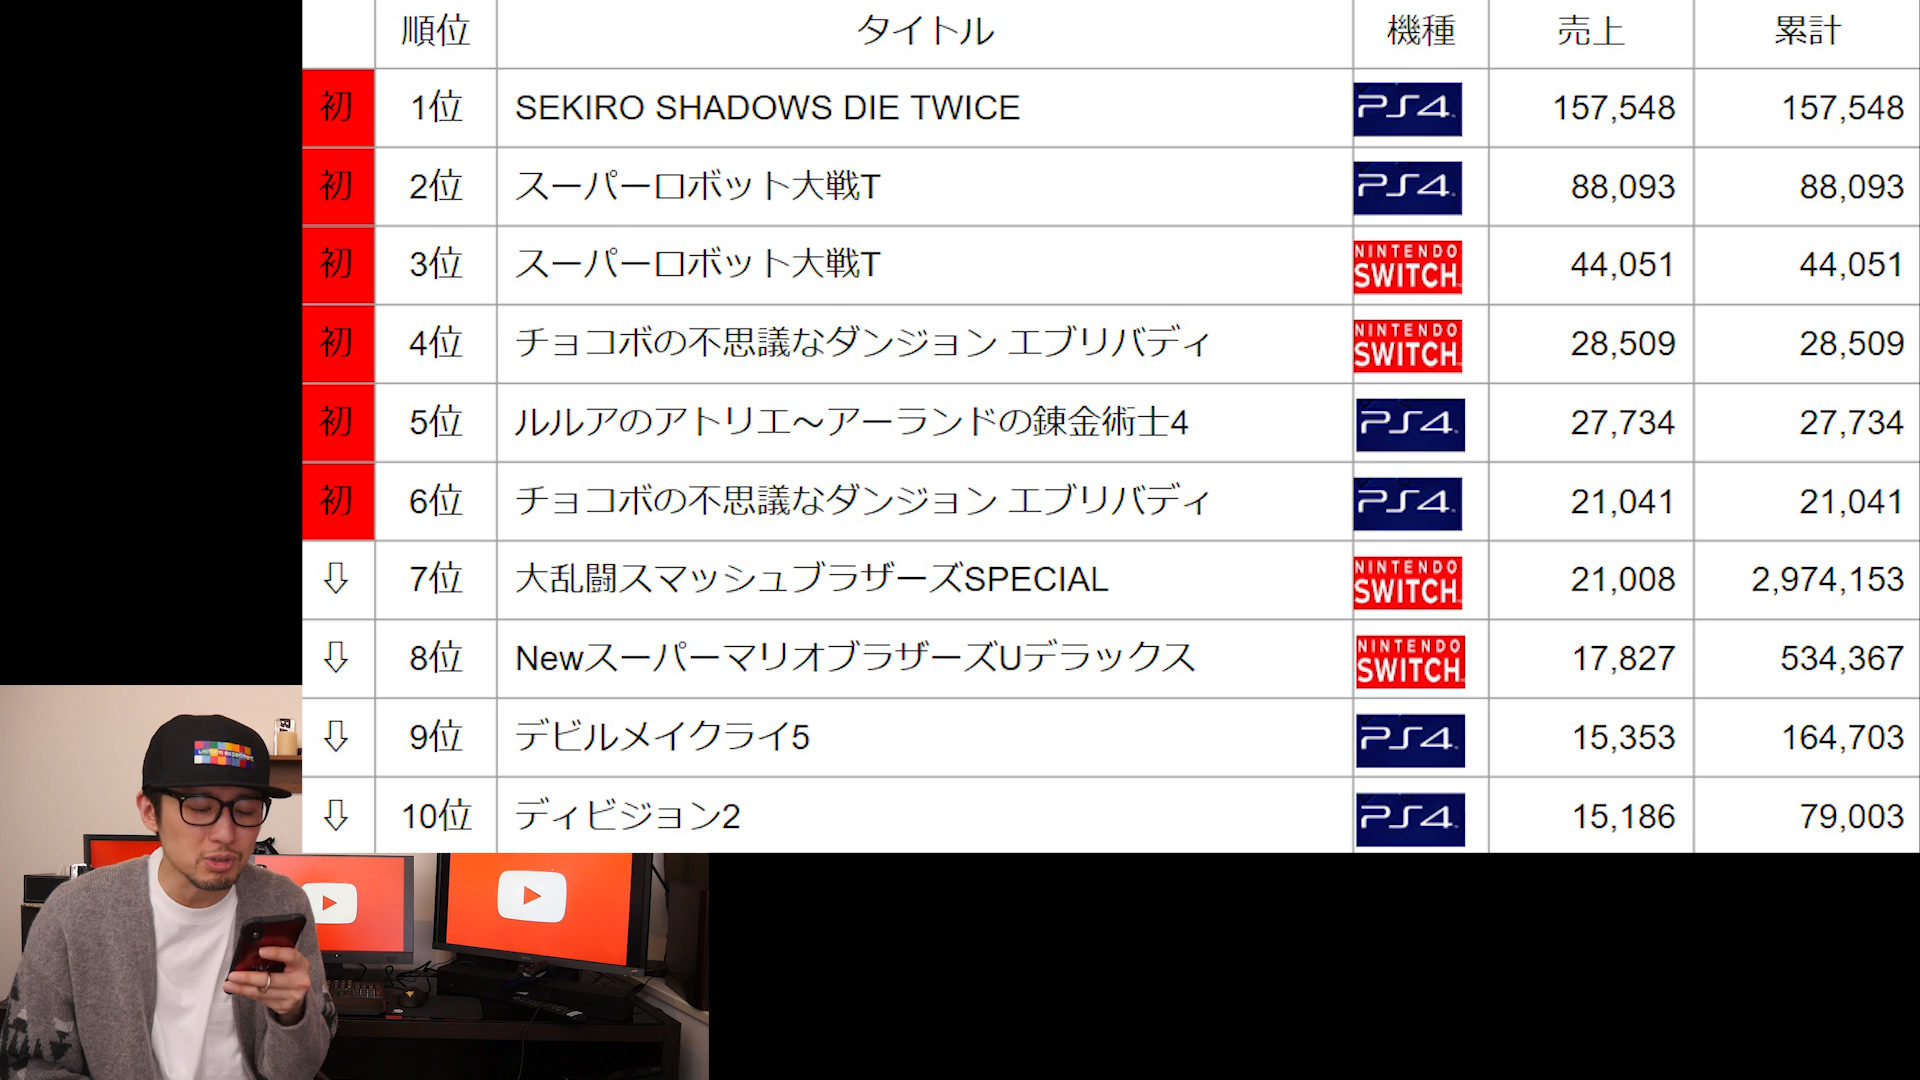 順位 タイトル 機種 売上 累計
初 1位 SEKIRO SHADOWS DIE TWICE PS4 157,548 157,548
初 2位 スーパーロボット大戦T PS4 88,093 88,093
初 3位 スーパーロボット大戦T NINTENDO SWITCH 44,051 44,051
初 4位 チョコボの不思議なダンジョン エブリバディ NINTENDO SWITCH 28,509 28,509
初 5位 ルルアのアトリエ～アーランドの錬金術士4 PS4 27,734 27,734
初 6位 チョコボの不思議なダンジョン エブリバディ PS4 21,041 21,041
⇩ 7位 大乱闘スマッシュブラザーズSPECIAL NINTENDO SWITCH 21,008 2,974,153
⇩ 8位 NewスーパーマリオブラザーズUデラックス NINTENDO SWITCH 17,827 534,367
⇩ 9位 デビルメイクライ5 PS4 15,353 164,703
⇩ 10位 ディビジョン2 PS4 15,186 79,003
uniform experiment